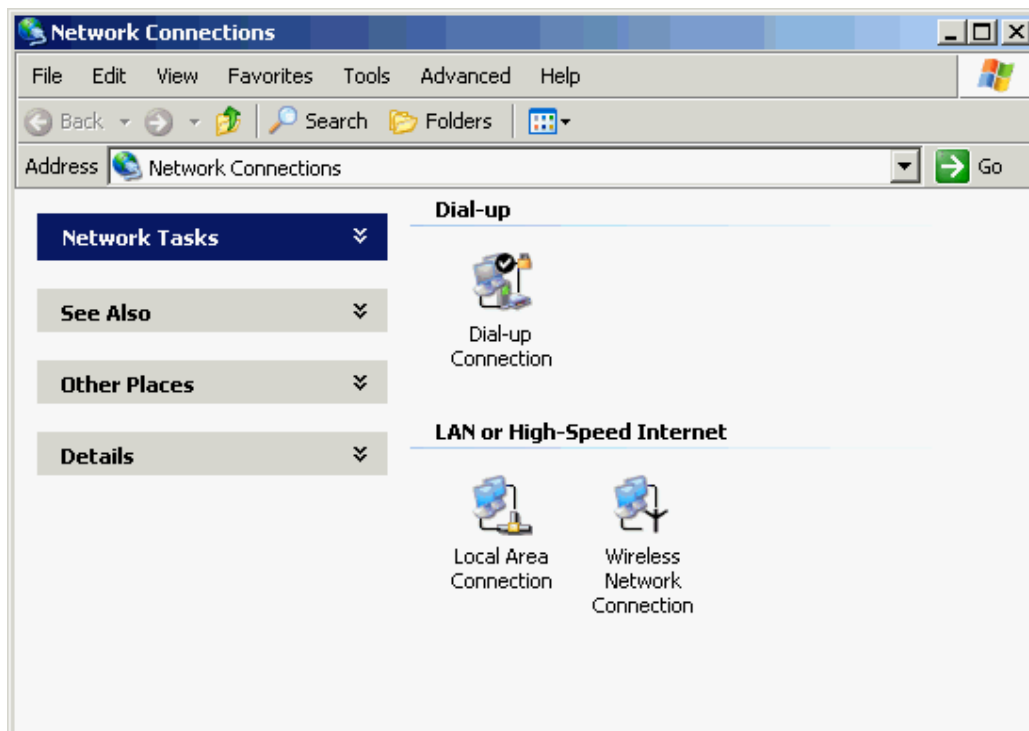 Network Connections
File Edit View Favorites Tools Advanced Help
Back Search Folders
Address Network Connections Go
Network Tasks
See Also
Other Places
Details
Dial-up
Dial-up
Connection
LAN or High-Speed Internet
Local Area
Connection
Wireless
Network
Connection